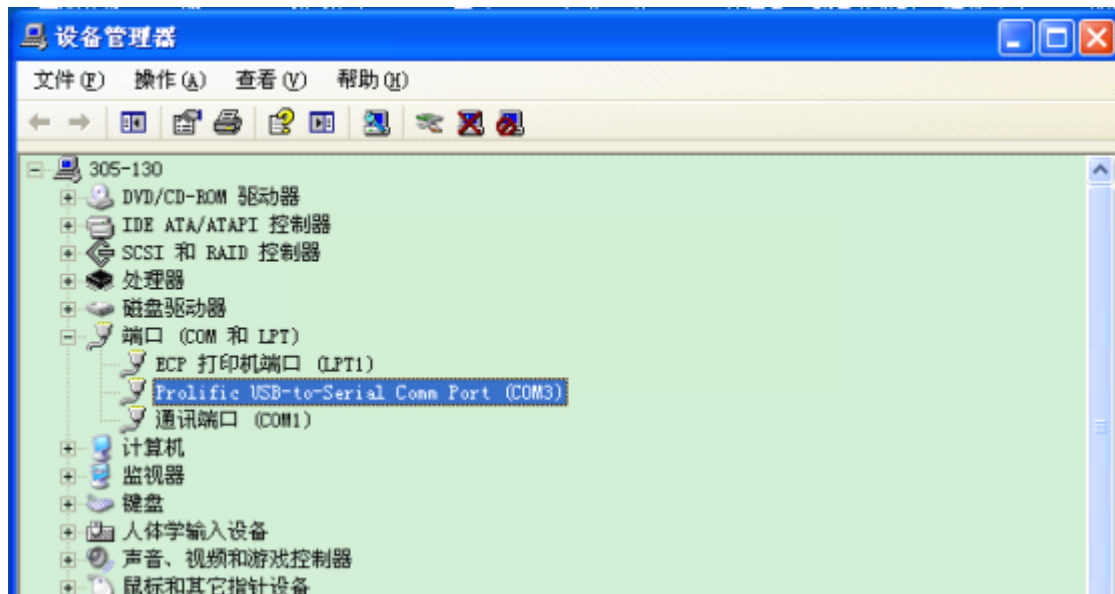 设备管理器
文件(F) 操作(A) 查看(V) 帮助(H)
305-130
DVD/CD-ROM 驱动器
IDE ATA/ATAPI 控制器
SCSI 和 RAID 控制器
处理器
磁盘驱动器
端口 (COM 和 LPT)
ECP 打印机端口 (LPT1)
Prolific USB-to-Serial Comm Port (COM3)
通讯端口 (COM1)
计算机
监视器
键盘
人体学输入设备
声音、视频和游戏控制器
鼠标和其它指针设备